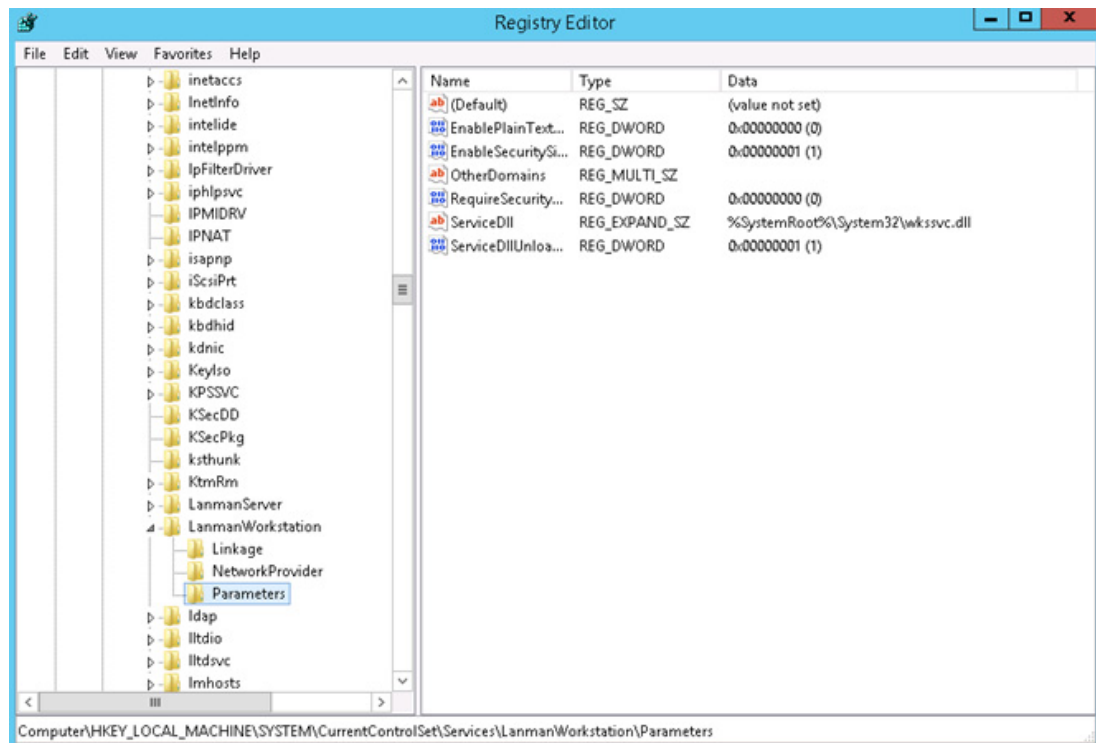 Registry Editor
File Edit View Favorites Help
inetaccs
InetInfo
intelide
intelppm
IpFilterDriver
iphlpsvc
IPMIDRV
IPNAT
isapnp
iScsiPrt
kbdclass
kbdhid
kdnic
KeyIso
KPSSVC
KSecDD
KSecPkg
ksthunk
KtmRm
LanmanServer
LanmanWorkstation
Linkage
NetworkProvider
Parameters
ldap
lltdio
lltdsvc
lmhosts
Name Type Data
(Default) REG_SZ (value not set)
EnablePlainText... REG_DWORD 0x00000000 (0)
EnableSecuritySi... REG_DWORD 0x00000001 (1)
OtherDomains REG_MULTI_SZ
RequireSecurity... REG_DWORD 0x00000000 (0)
ServiceDll REG_EXPAND_SZ %SystemRoot%\System32\wkssvc.dll
ServiceDllUnloa... REG_DWORD 0x00000001 (1)
Computer\HKEY_LOCAL_MACHINE\SYSTEM\CurrentControlSet\Services\LanmanWorkstation\Parameters